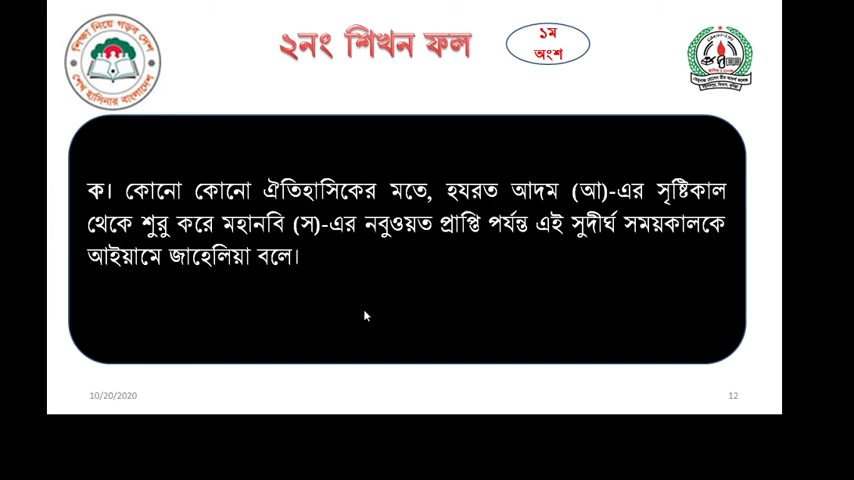 ২নং শিখন ফল
১ম
অংশ
শিক্ষা নিয়ে গড়ব দেশ
শেখ হাসিনার বাংলাদেশ
ক। কোনো কোনো ঐতিহাসিকের মতে, হযরত আদম (আ)-এর সৃষ্টিকাল
থেকে শুরু করে মহানবি (স)-এর নবুওয়ত প্রাপ্তি পর্যন্ত এই সুদীর্ঘ সময়কালকে
আইয়ামে জাহেলিয়া বলে।
10/20/2020
12